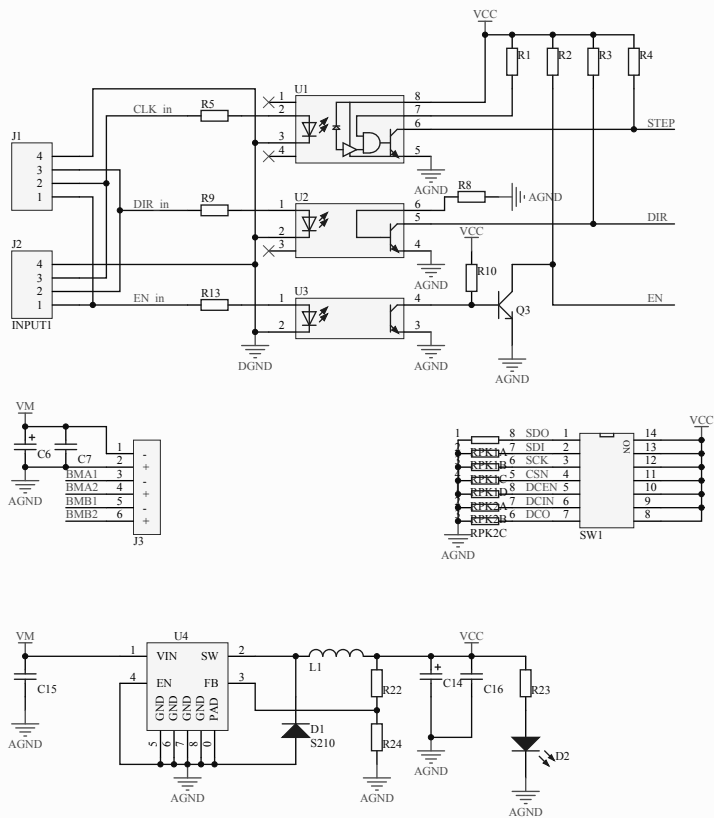 VCC
R1 R2 R3 R4
U1
CLK_in R5 1 8
2 7
6 STEP
3
4 5
AGND
J1
4
3
2
1
U2
DIR_in R9 1 6 R8 AGND
5 DIR
2
3 4
AGND
VCC
R10
J2
4
3
2
1
INPUT1
U3
EN_in R13 1 4 EN
Q3
2 3
DGND AGND AGND
VM
C6 C7
AGND
1 -
2 +
BMA1 3 -
BMA2 4 +
BMB1 5 -
BMB2 6 +
J3
VCC
1 8 SDO 1 14
RPK1A 7 SDI 2 13
RPK1B 6 SCK 3 12
RPK1C 5 CSN 4 11
RPK1D 8 DCEN 5 10
RPK2A 7 DCIN 6 9
RPK2B 6 DCO 7 8
RPK2C
NO
SW1
AGND
VM
C15
AGND
U4
1 VIN SW 2
4 EN FB 3
GND GND GND GND PAD
5 6 7 8 0
AGND
L1
D1
S210
R22
R24
AGND
C14 C16
AGND
VCC
R23
D2
AGND